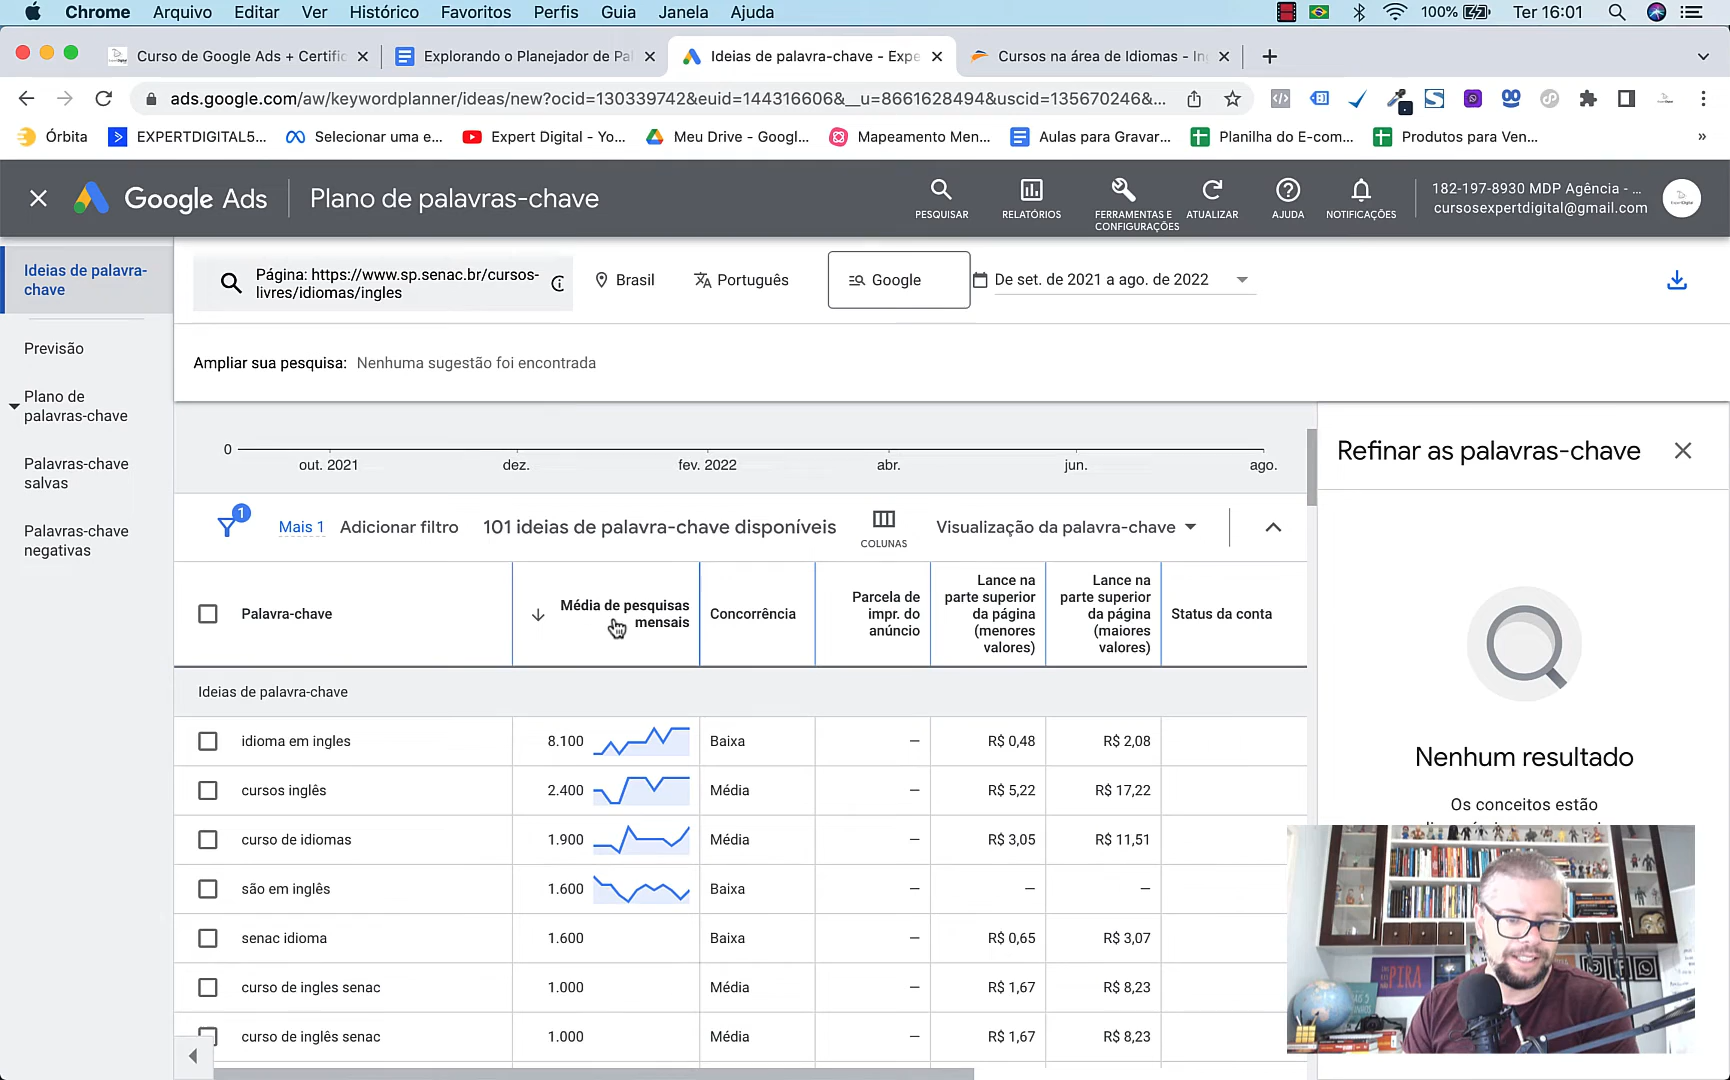 Chrome Arquivo Editar Ver Histórico Favoritos Perfis Guia Janela Ajuda 100% Ter 16:01
Curso de Google Ads + Certific
Explorando o Planejador de Pal
Ideias de palavra-chave - Expe
Cursos na área de Idiomas - In
ads.google.com/aw/keywordplanner/ideas/new?ocid=130339742&euid=144316606&__u=8661628494&uscid=135670246&...
Órbita EXPERTDIGITAL5... Selecionar uma e... Expert Digital - Yo... Meu Drive - Googl... Mapeamento Men... Aulas para Gravar... Planilha do E-com... Produtos para Ven... »
Google Ads Plano de palavras-chave
PESQUISAR
RELATÓRIOS
FERRAMENTAS E
CONFIGURAÇÕES
ATUALIZAR
AJUDA
NOTIFICAÇÕES
182-197-8930 MDP Agência - ...
cursosexpertdigital@gmail.com
Ideias de palavra-
chave
Previsão
Plano de
palavras-chave
Palavras-chave
salvas
Palavras-chave
negativas
Página: https://www.sp.senac.br/cursos-
livres/idiomas/ingles
Brasil
Português
Google
De set. de 2021 a ago. de 2022
Ampliar sua pesquisa: Nenhuma sugestão foi encontrada
0
out. 2021 dez. fev. 2022 abr. jun. ago.
1
Mais 1 Adicionar filtro 101 ideias de palavra-chave disponíveis
COLUNAS
Visualização da palavra-chave
Palavra-chave
Média de pesquisas
mensais
Concorrência
Parcela de
impr. do
anúncio
Lance na
parte superior
da página
(menores
valores)
Lance na
parte superior
da página
(maiores
valores)
Status da conta
Ideias de palavra-chave
idioma em ingles 8.100 Baixa – R$ 0,48 R$ 2,08
cursos inglês 2.400 Média – R$ 5,22 R$ 17,22
curso de idiomas 1.900 Média – R$ 3,05 R$ 11,51
são em inglês 1.600 Baixa – – –
senac idioma 1.600 Baixa – R$ 0,65 R$ 3,07
curso de ingles senac 1.000 Média – R$ 1,67 R$ 8,23
curso de inglês senac 1.000 Média – R$ 1,67 R$ 8,23
Refinar as palavras-chave
Nenhum resultado
Os conceitos estão
PIRA